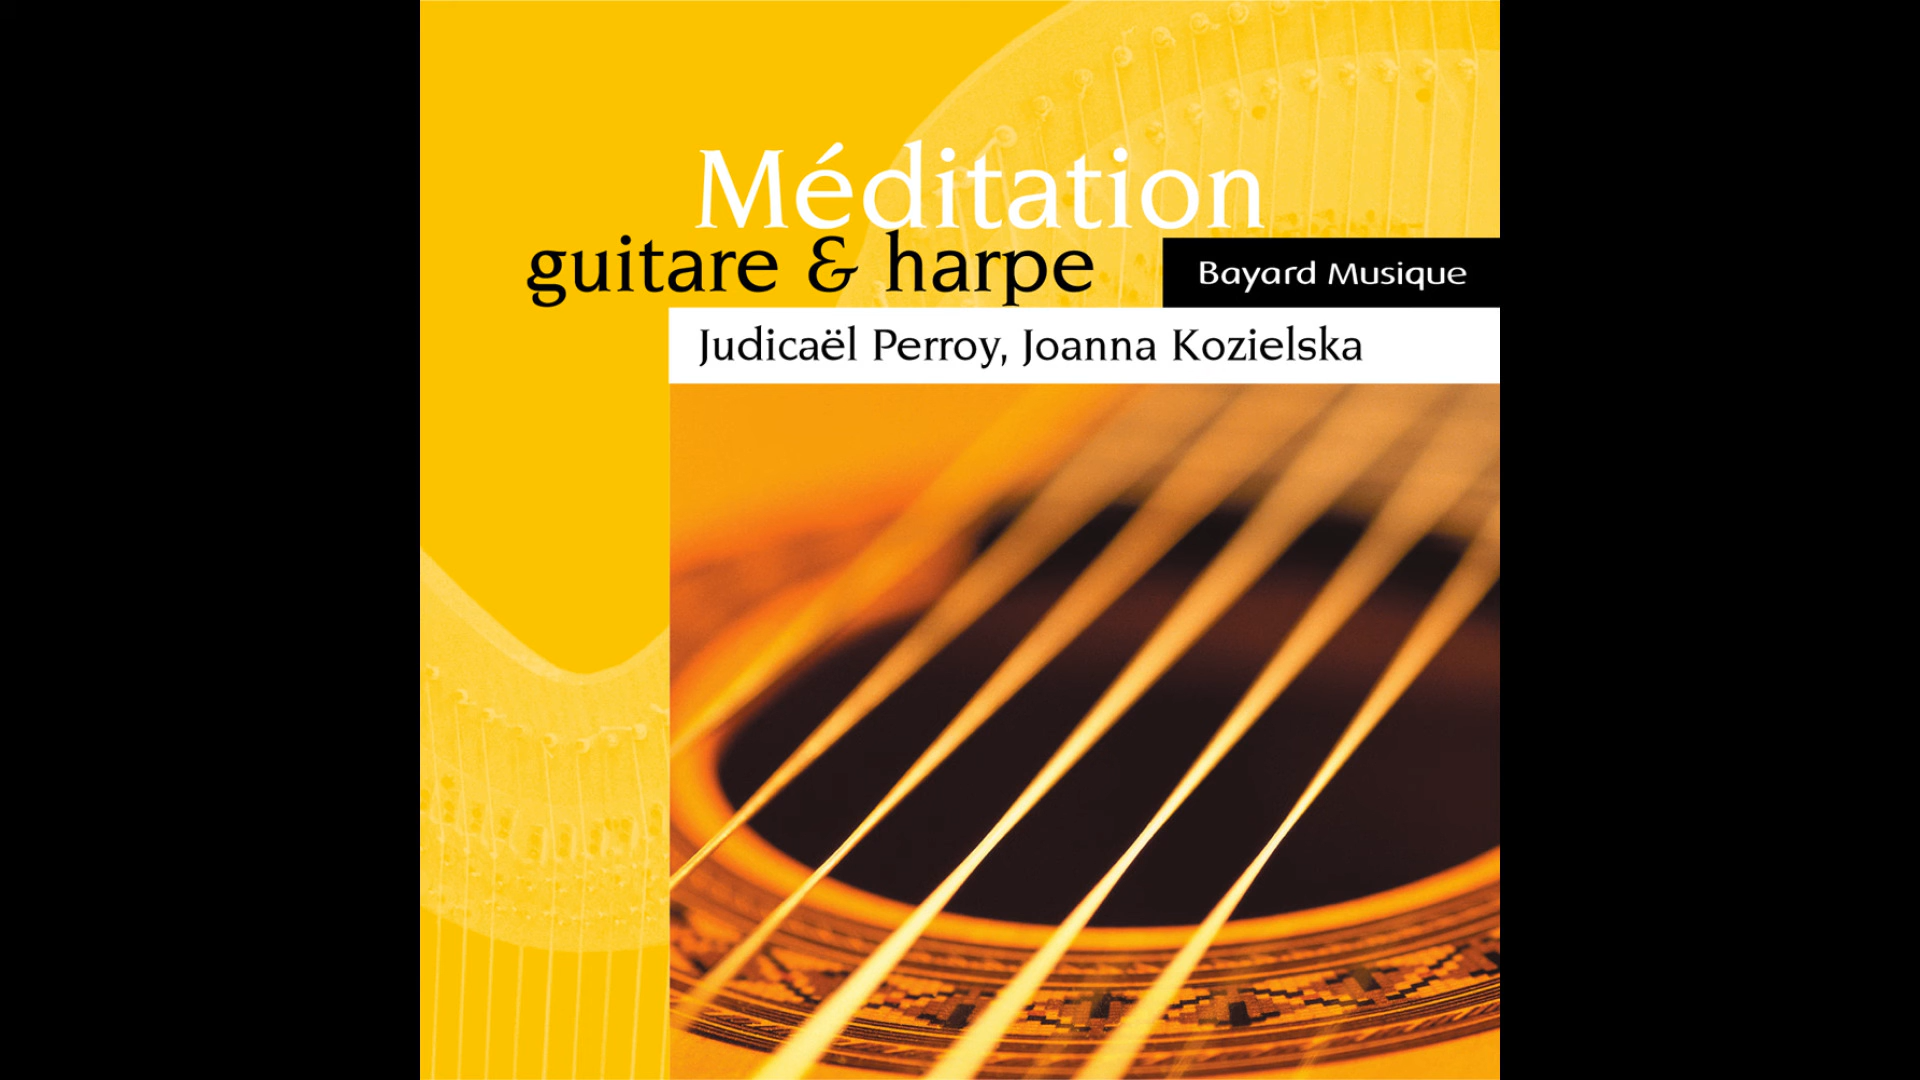 Méditation
guitare & harpe
Bayard Musique
Judicaël Perroy, Joanna Kozielska